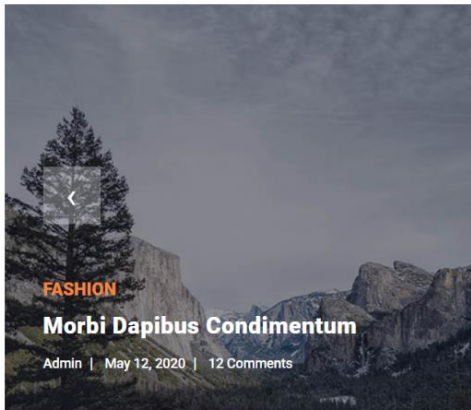 FASHION
Morbi Dapibus Condimentum
Admin | May 12, 2020 | 12 Comments